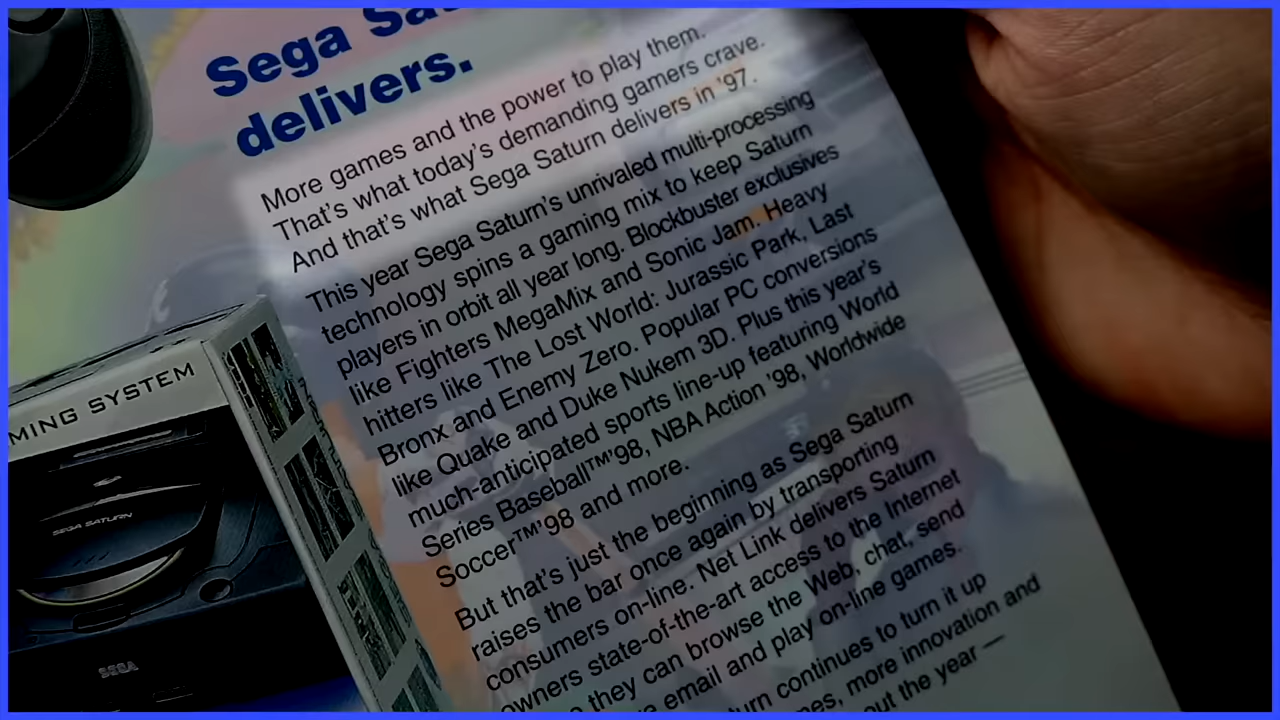 Sega
delivers.
More games and the power to play them.
That's what today's demanding gamers crave.
And that's what Sega Saturn delivers in '97.
This year Sega Saturn's unrivaled multi-processing
technology spins a gaming mix to keep Saturn
players in orbit all year long. Blockbuster exclusives
like Fighters MegaMix and Sonic Jam. Heavy
hitters like The Lost World: Jurassic Park, Last
Bronx and Enemy Zero. Popular PC conversions
like Quake and Duke Nukem 3D. Plus this year's
much-anticipated sports line-up featuring World
Series Baseball™'98, NBA Action '98, Worldwide
Soccer™'98 and more.
But that's just the beginning as Sega Saturn
raises the bar once again by transporting
consumers on-line. Net Link delivers Saturn
owners state-of-the-art access to the Internet
they can browse the Web, chat, send
email and play on-line games.
continues to turn it up
more innovation and
the year —
MING SYSTEM
SEGA SATURN
SEGA